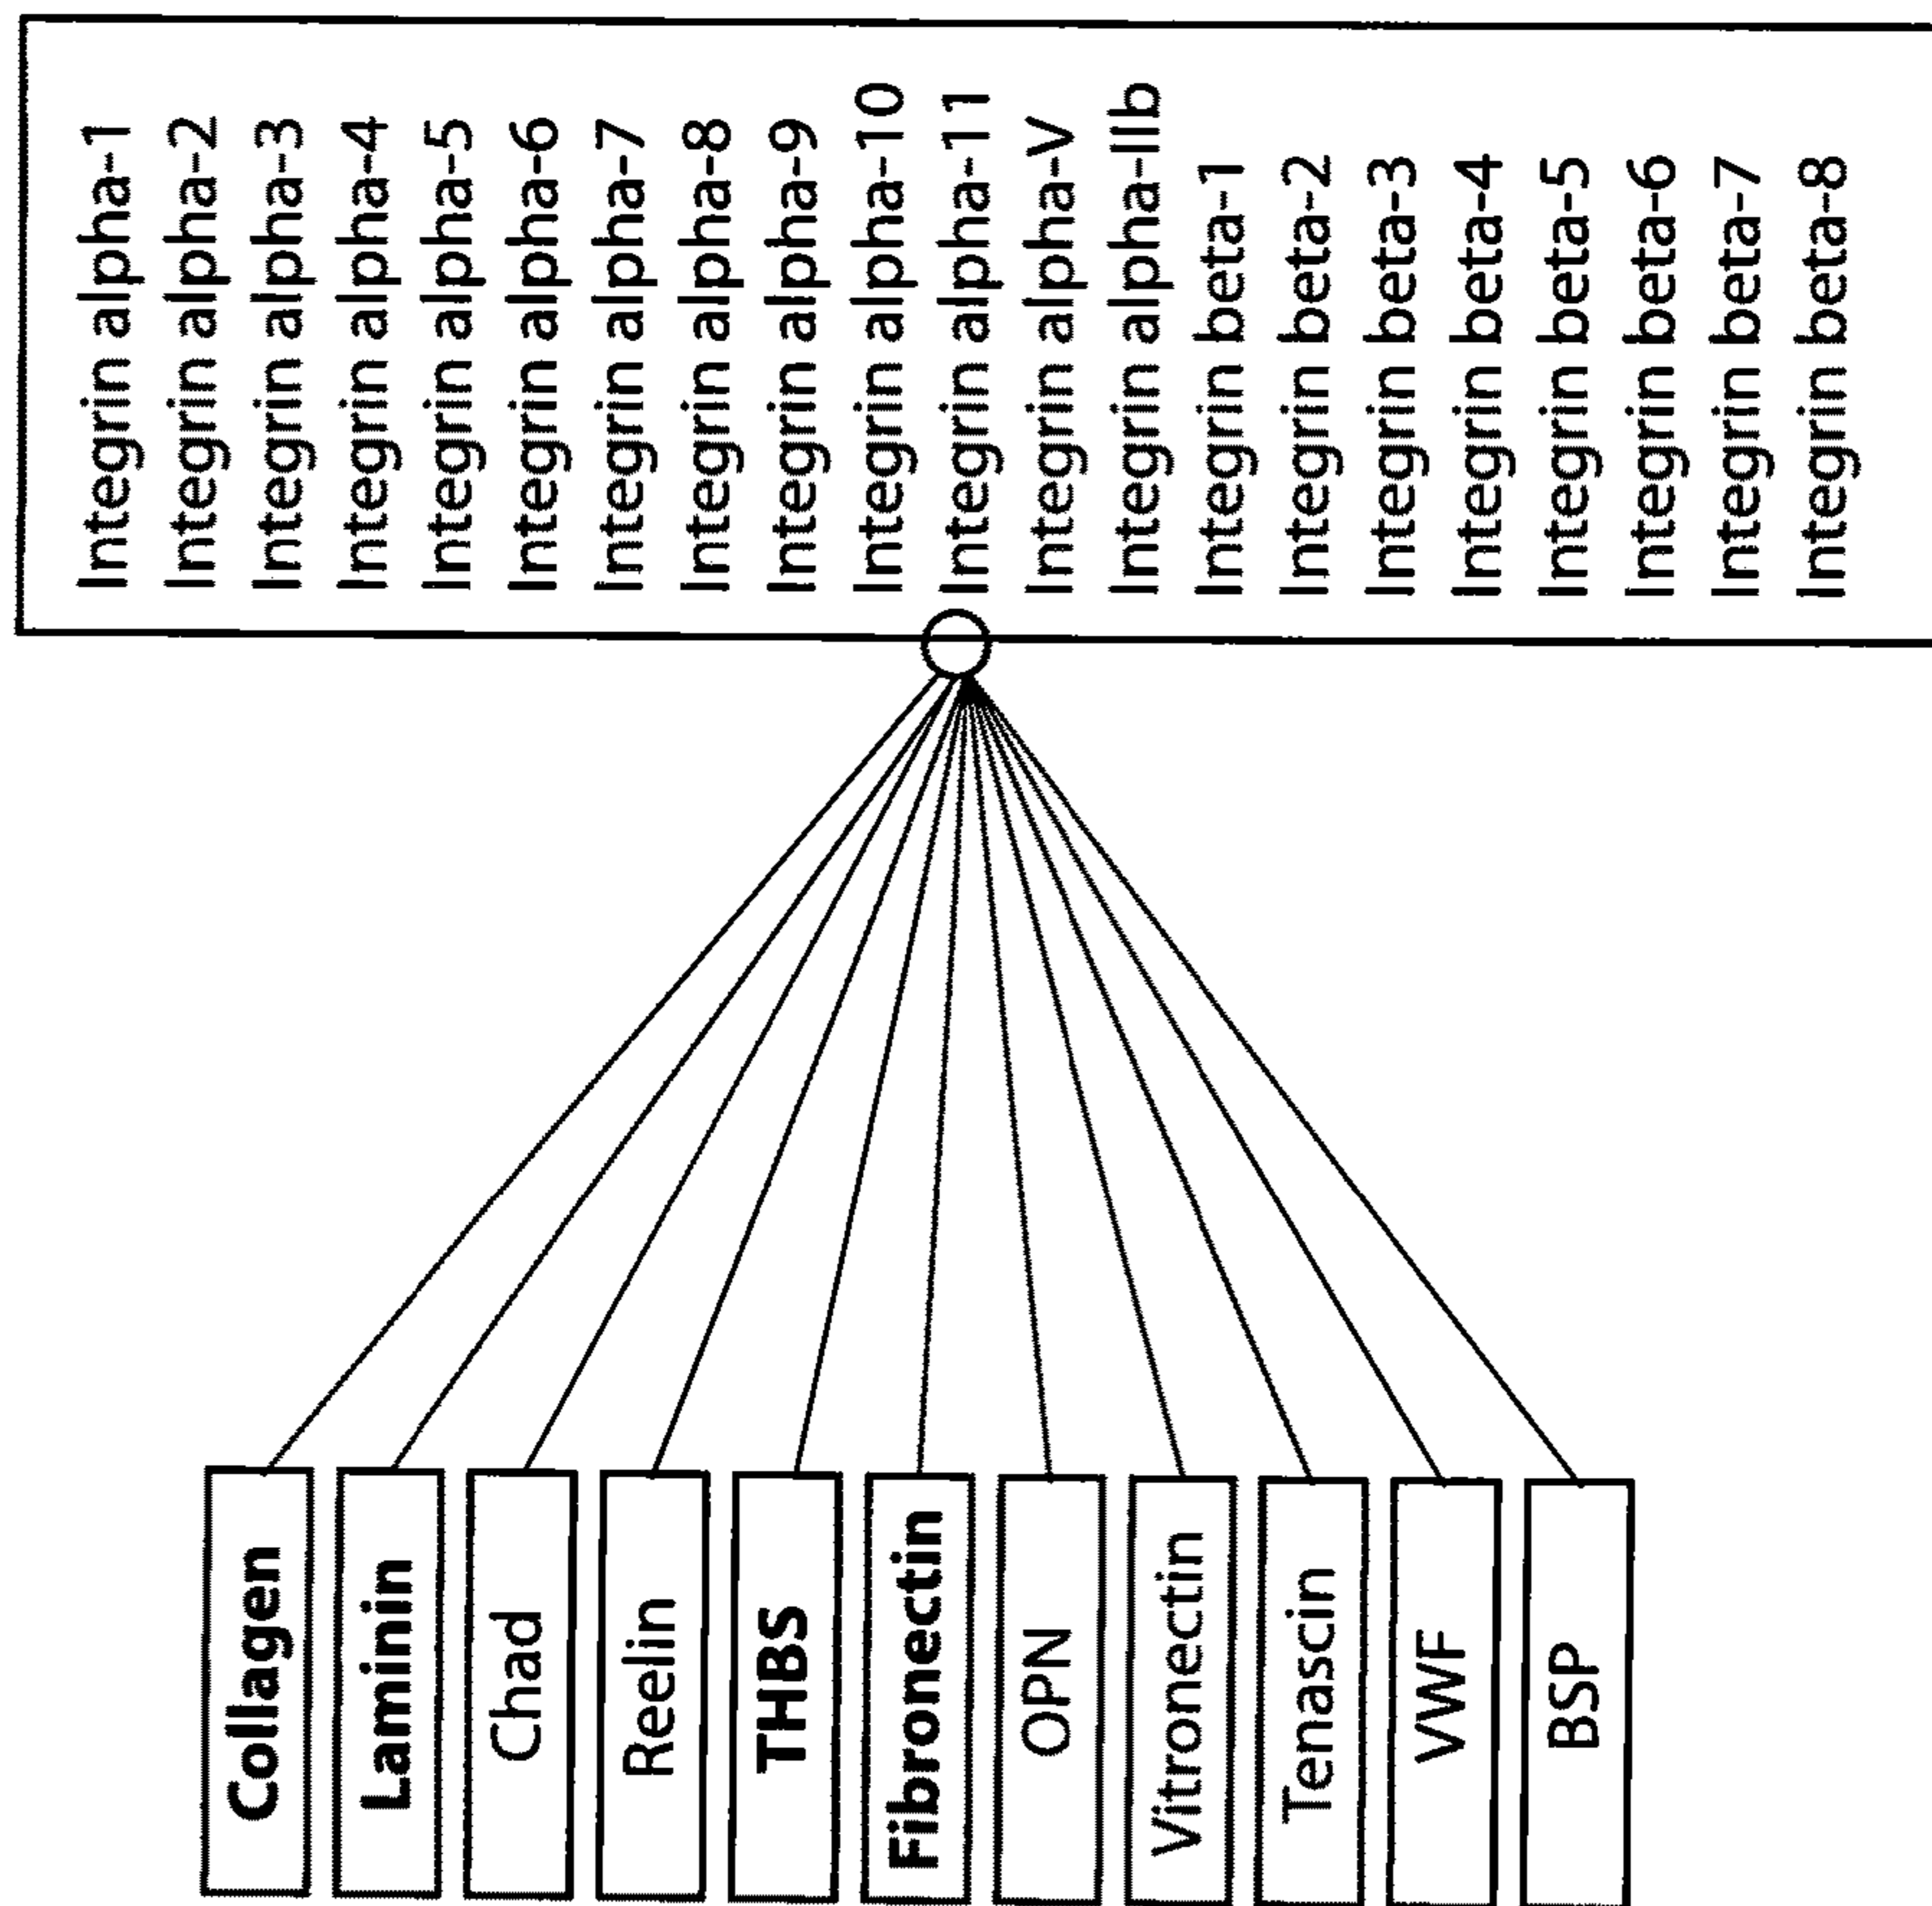 Collagen
Laminin
Chad
Reelin
THBS
Fibronectin
OPN
Vitronectin
Tenascin
VWF
BSP
Integrin alpha-1
Integrin alpha-2
Integrin alpha-3
Integrin alpha-4
Integrin alpha-5
Integrin alpha-6
Integrin alpha-7
Integrin alpha-8
Integrin alpha-9
Integrin alpha-10
Integrin alpha-11
Integrin alpha-V
Integrin alpha-IIb
Integrin beta-1
Integrin beta-2
Integrin beta-3
Integrin beta-4
Integrin beta-5
Integrin beta-6
Integrin beta-7
Integrin beta-8